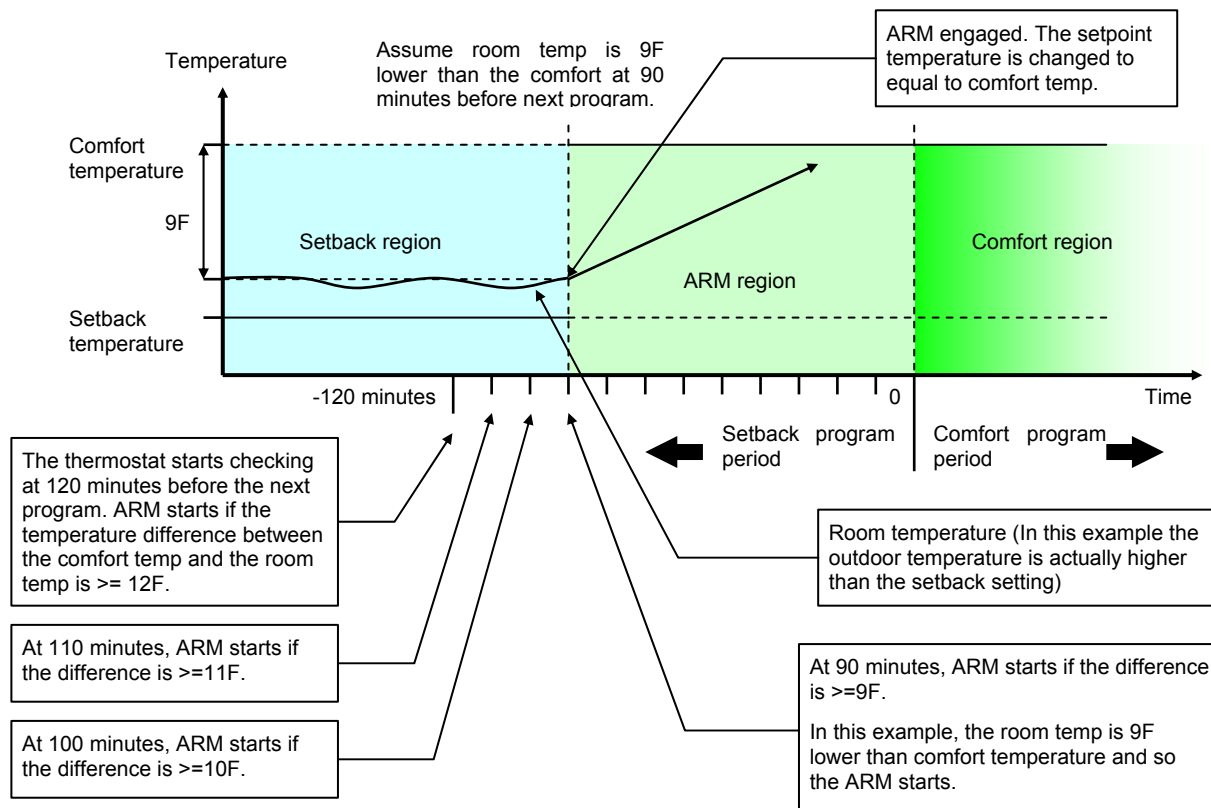 Temperature
Assume room temp is 9F
lower than the comfort at 90
minutes before next program.
ARM engaged. The setpoint
temperature is changed to
equal to comfort temp.
Comfort
temperature
9F
Setback region
ARM region
Comfort region
Setback
temperature
-120 minutes
0
Time
Setback program
period
Comfort program
period
The thermostat starts checking
at 120 minutes before the next
program. ARM starts if the
temperature difference between
the comfort temp and the room
temp is >= 12F.
Room temperature (In this example the
outdoor temperature is actually higher
than the setback setting)
At 110 minutes, ARM starts if
the difference is >=11F.
At 100 minutes, ARM starts if
the difference is >=10F.
At 90 minutes, ARM starts if the difference
is >=9F.
In this example, the room temp is 9F
lower than comfort temperature and so
the ARM starts.